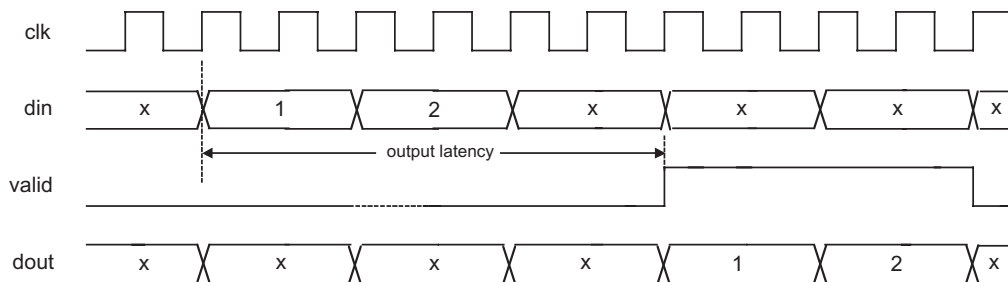 clk
din x 1 2 x x x x
output latency
valid
dout x x x x 1 2 x